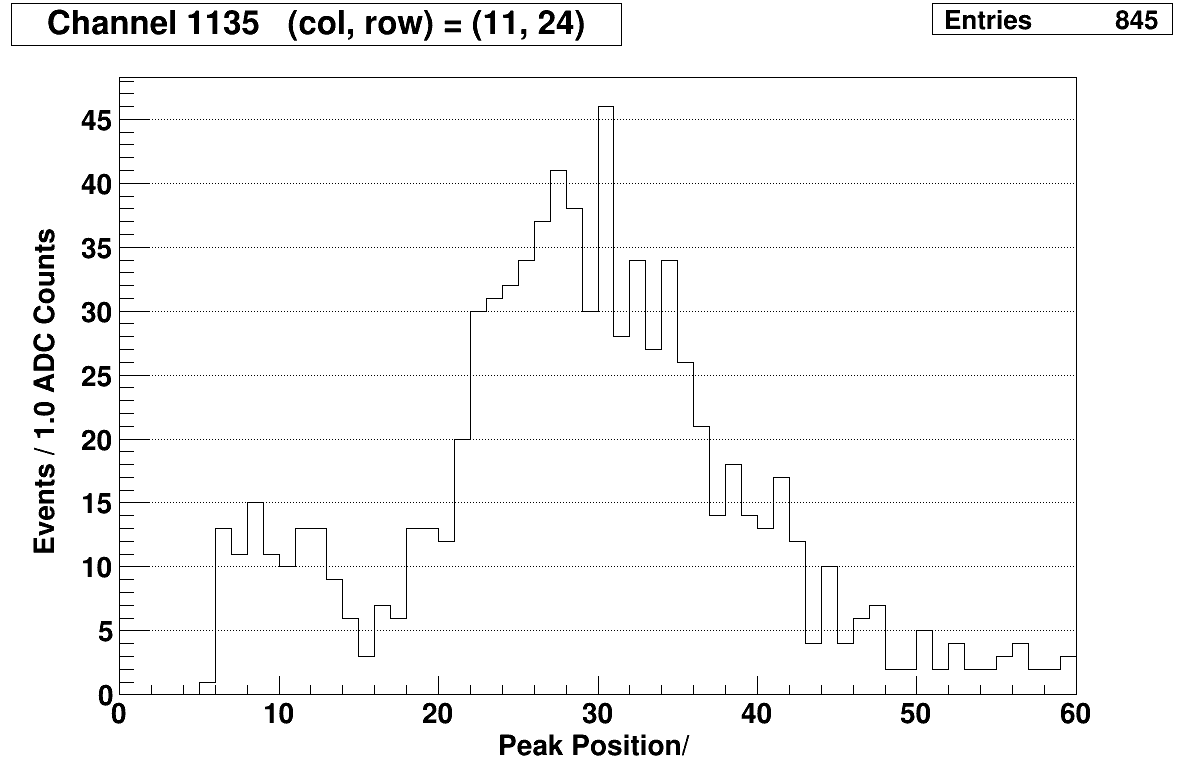 Channel 1135 (col, row) = (11, 24)
Entries 845
45
40
35
30
25
20
15
10
5
0
Events / 1.0 ADC Counts
0 10 20 30 40 50 60
Peak Position/